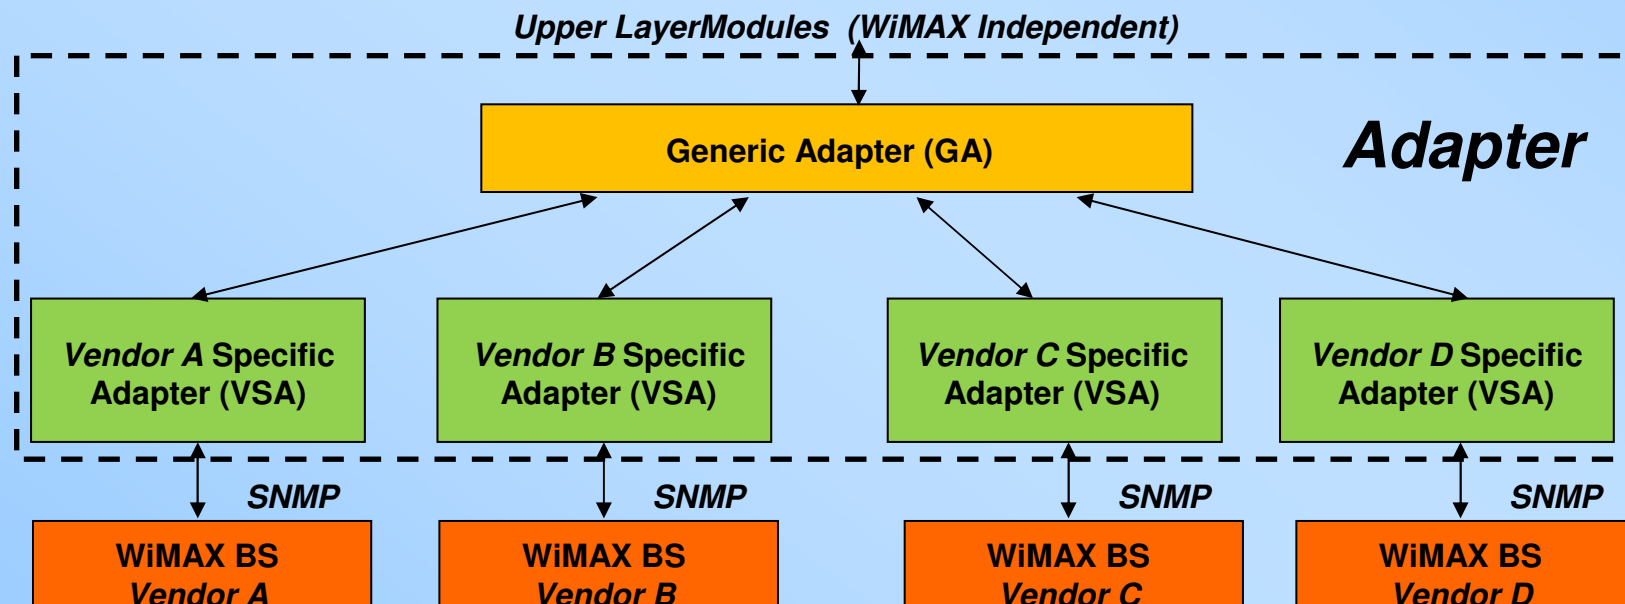 Upper LayerModules (WiMAX Independent)
Generic Adapter (GA)
Adapter
Vendor A Specific
Adapter (VSA)
Vendor B Specific
Adapter (VSA)
Vendor C Specific
Adapter (VSA)
Vendor D Specific
Adapter (VSA)
SNMP
SNMP
SNMP
SNMP
WiMAX BS
Vendor A
WiMAX BS
Vendor B
WiMAX BS
Vendor C
WiMAX BS
Vendor D